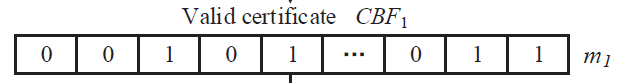 Valid certificate CBF₁
0 0 1 0 1 ··· 0 1 1 m₁